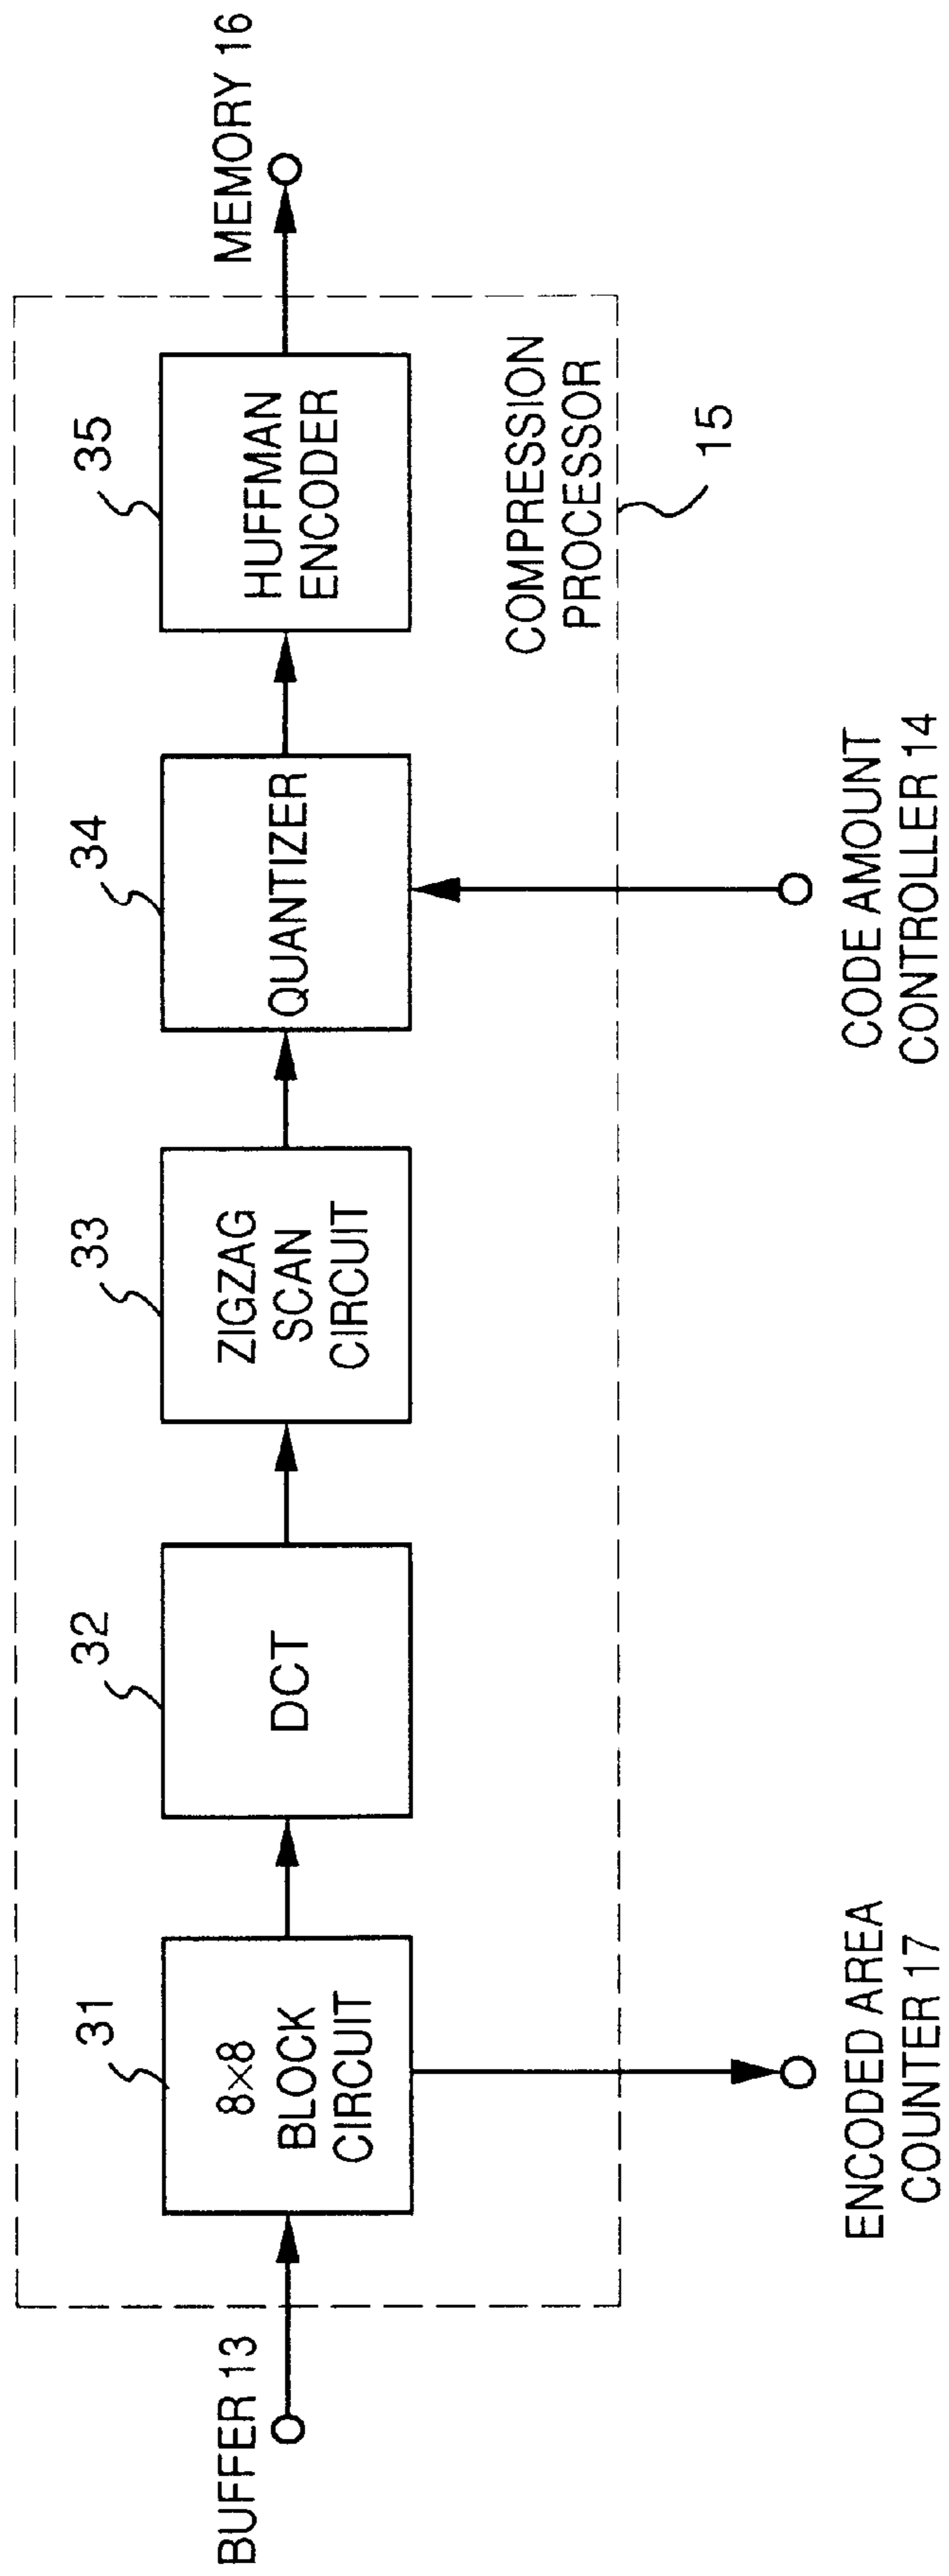 BUFFER 13
31
8×8
BLOCK
CIRCUIT
32
DCT
33
ZIGZAG
SCAN
CIRCUIT
34
QUANTIZER
35
HUFFMAN
ENCODER
MEMORY 16
COMPRESSION
PROCESSOR
15
ENCODED AREA
COUNTER 17
CODE AMOUNT
CONTROLLER 14